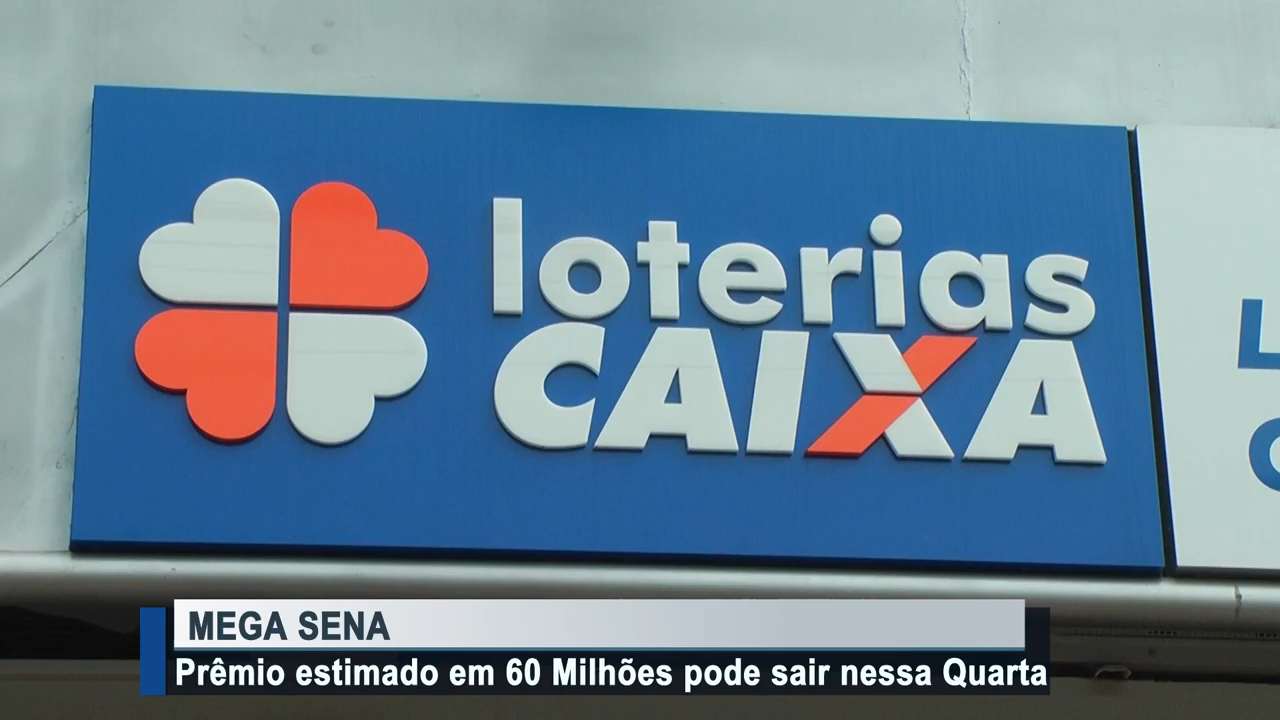 loterias
CAIXA
MEGA SENA
Prêmio estimado em 60 Milhões pode sair nessa Quarta